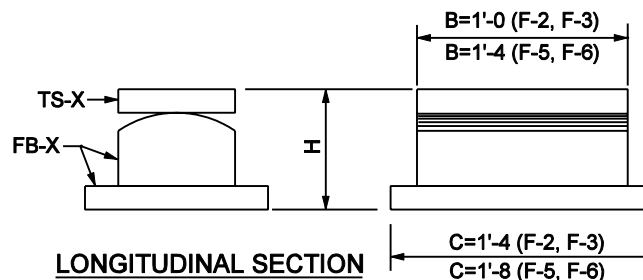 B=1'-0 (F-2, F-3)
B=1'-4 (F-5, F-6)
TS-X
FB-X
H
LONGITUDINAL SECTION
C=1'-4 (F-2, F-3)
C=1'-8 (F-5, F-6)